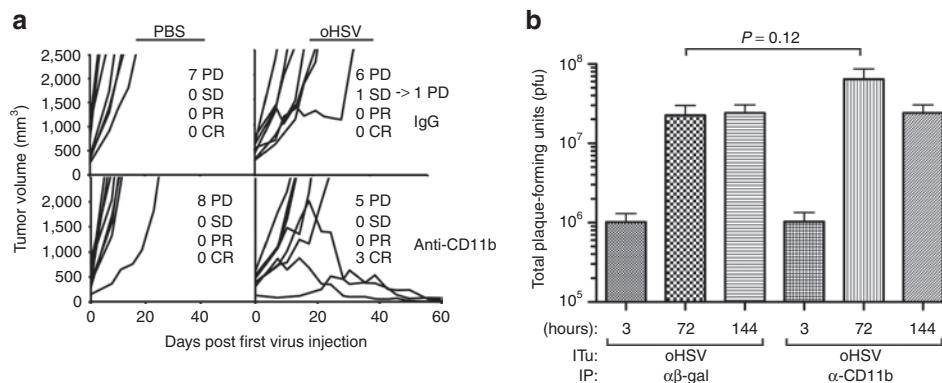 a
PBS
oHSV
Tumor volume (mm³)
2,500
2,000
1,500
1,000
500
0
7 PD
0 SD
0 PR
0 CR
6 PD
1 SD -> 1 PD
0 PR
0 CR
IgG
2,000
1,500
1,000
500
0
8 PD
0 SD
0 PR
0 CR
5 PD
0 SD
0 PR
3 CR
Anti-CD11b
0 20 40 0 20 40 60
Days post first virus injection
b
P = 0.12
Total plaque-forming units (pfu)
10⁸
10⁷
10⁶
10⁵
(hours): 3 72 144 3 72 144
ITu: oHSV oHSV
IP: αβ-gal α-CD11b